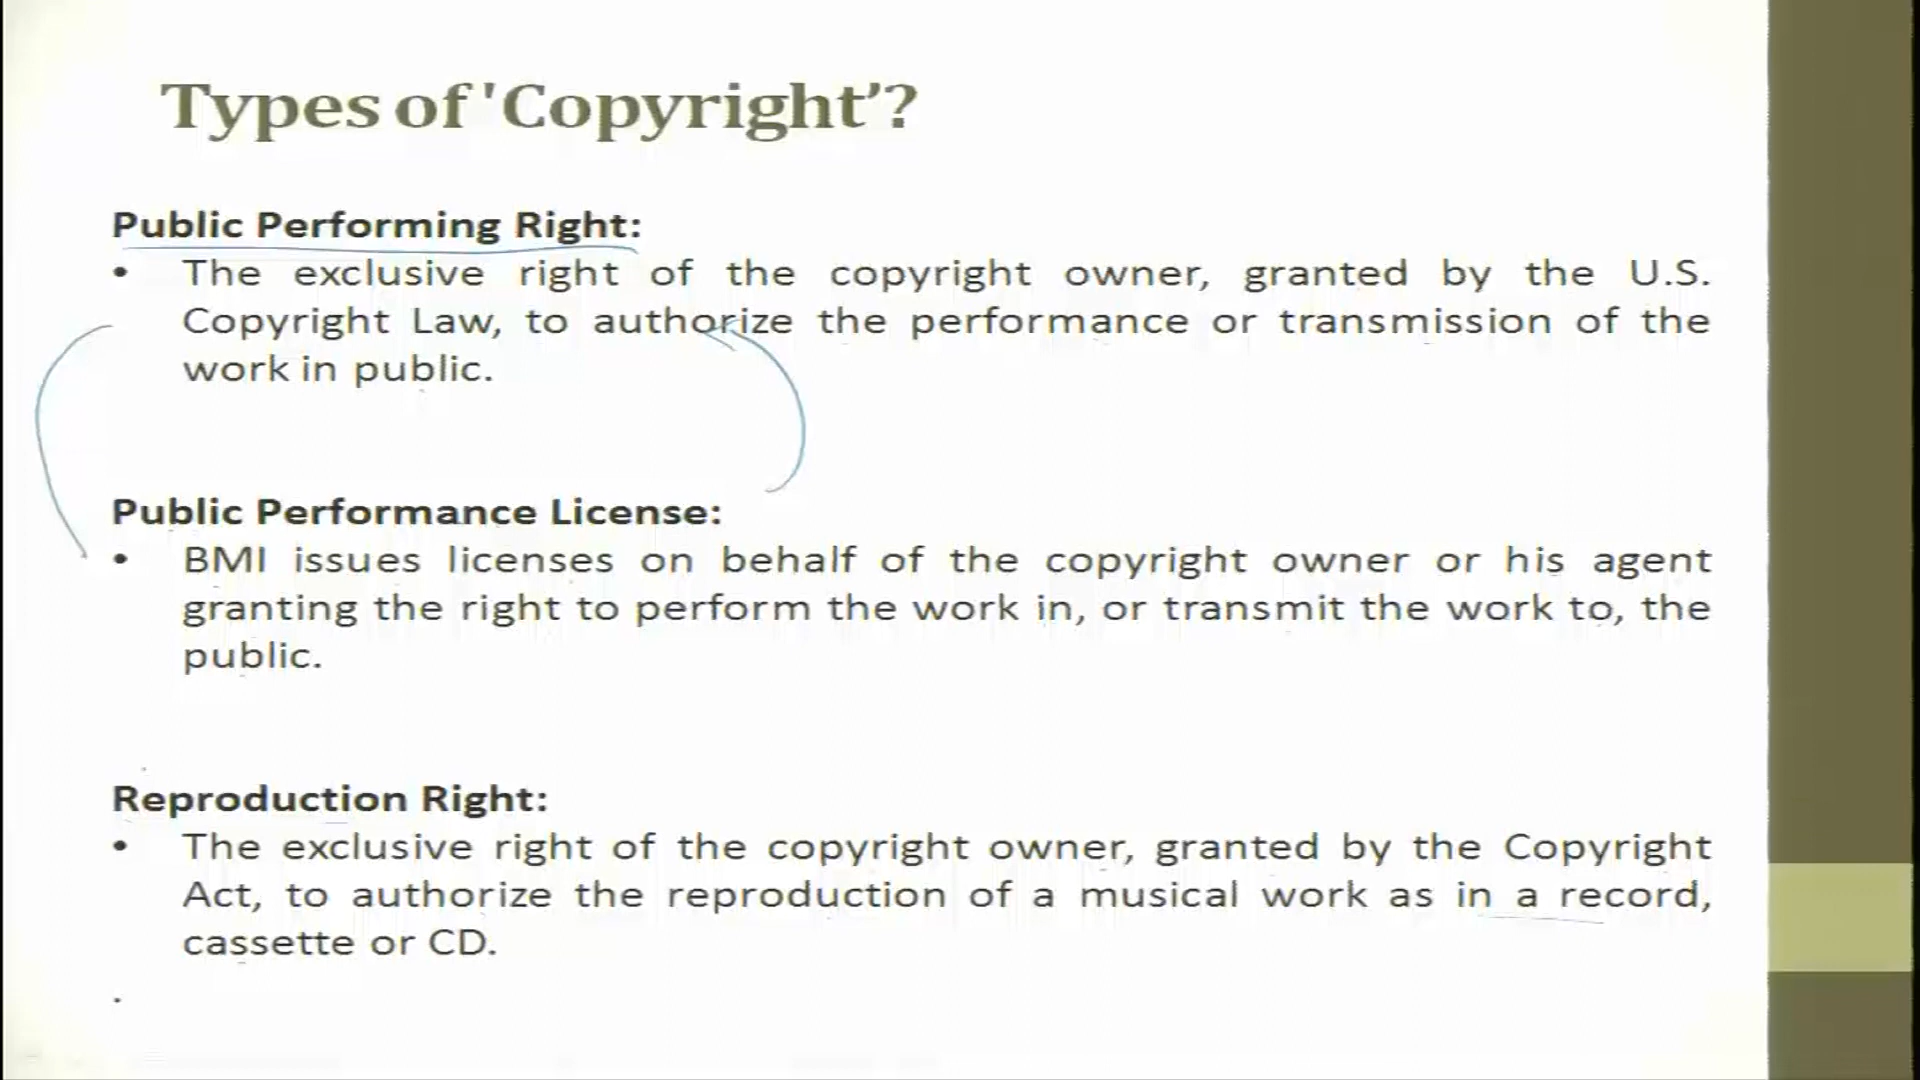 Types of 'Copyright’?
Public Performing Right:
• The exclusive right of the copyright owner, granted by the U.S.
Copyright Law, to authorize the performance or transmission of the
work in public.
Public Performance License:
• BMI issues licenses on behalf of the copyright owner or his agent
granting the right to perform the work in, or transmit the work to, the
public.
Reproduction Right:
• The exclusive right of the copyright owner, granted by the Copyright
Act, to authorize the reproduction of a musical work as in a record,
cassette or CD.
.